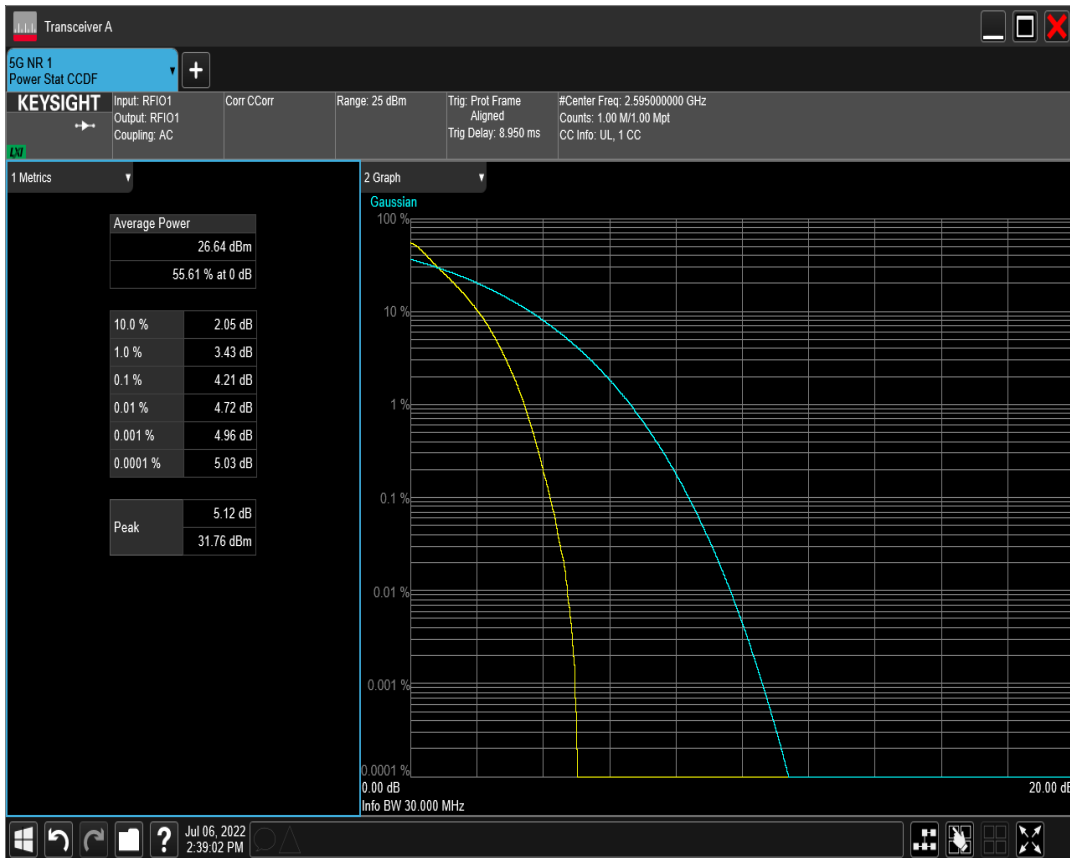 Transceiver A
5G NR 1
Power Stat CCDF
+
KEYSIGHT
LXI
Input: RFIO1
Output: RFIO1
Coupling: AC
Corr CCorr
Range: 25 dBm
Trig: Prot Frame
Aligned
Trig Delay: 8.950 ms
#Center Freq: 2.595000000 GHz
Counts: 1.00 M/1.00 Mpt
CC Info: UL, 1 CC
1 Metrics
Average Power
26.64 dBm
55.61 % at 0 dB
10.0 % 2.05 dB
1.0 % 3.43 dB
0.1 % 4.21 dB
0.01 % 4.72 dB
0.001 % 4.96 dB
0.0001 % 5.03 dB
Peak
5.12 dB
31.76 dBm
2 Graph
Gaussian
100 %
10 %
1 %
0.1 %
0.01 %
0.001 %
0.0001 %
0.00 dB 20.00 dB
Info BW 30.000 MHz
?
Jul 06, 2022
2:39:02 PM